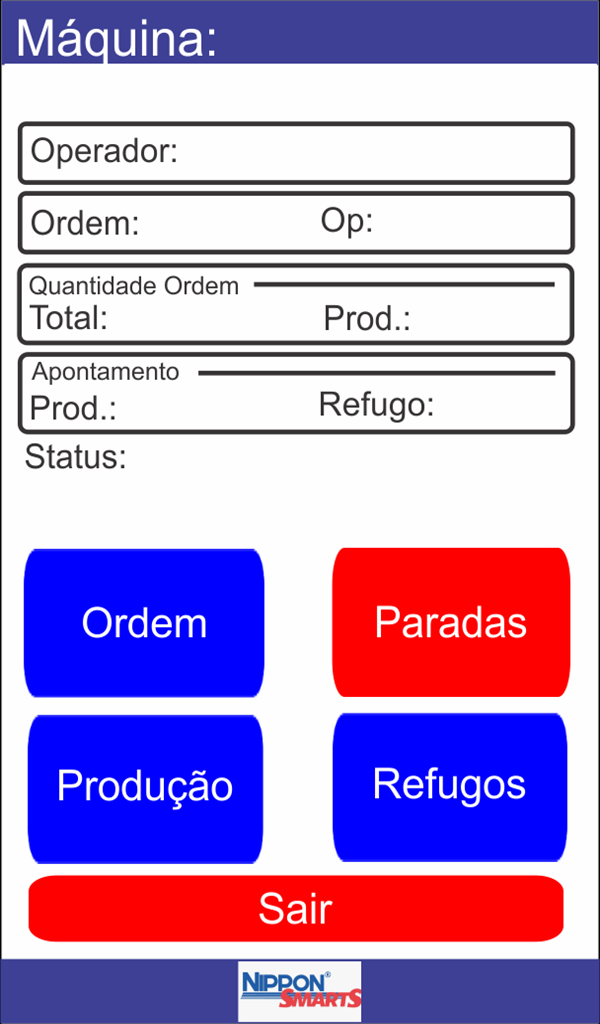 Máquina:
Operador:
Ordem: Op:
Quantidade Ordem
Total: Prod.:
Apontamento
Prod.: Refugo:
Status:
Ordem Paradas
Produção Refugos
Sair
NIPPON®
SMARTS